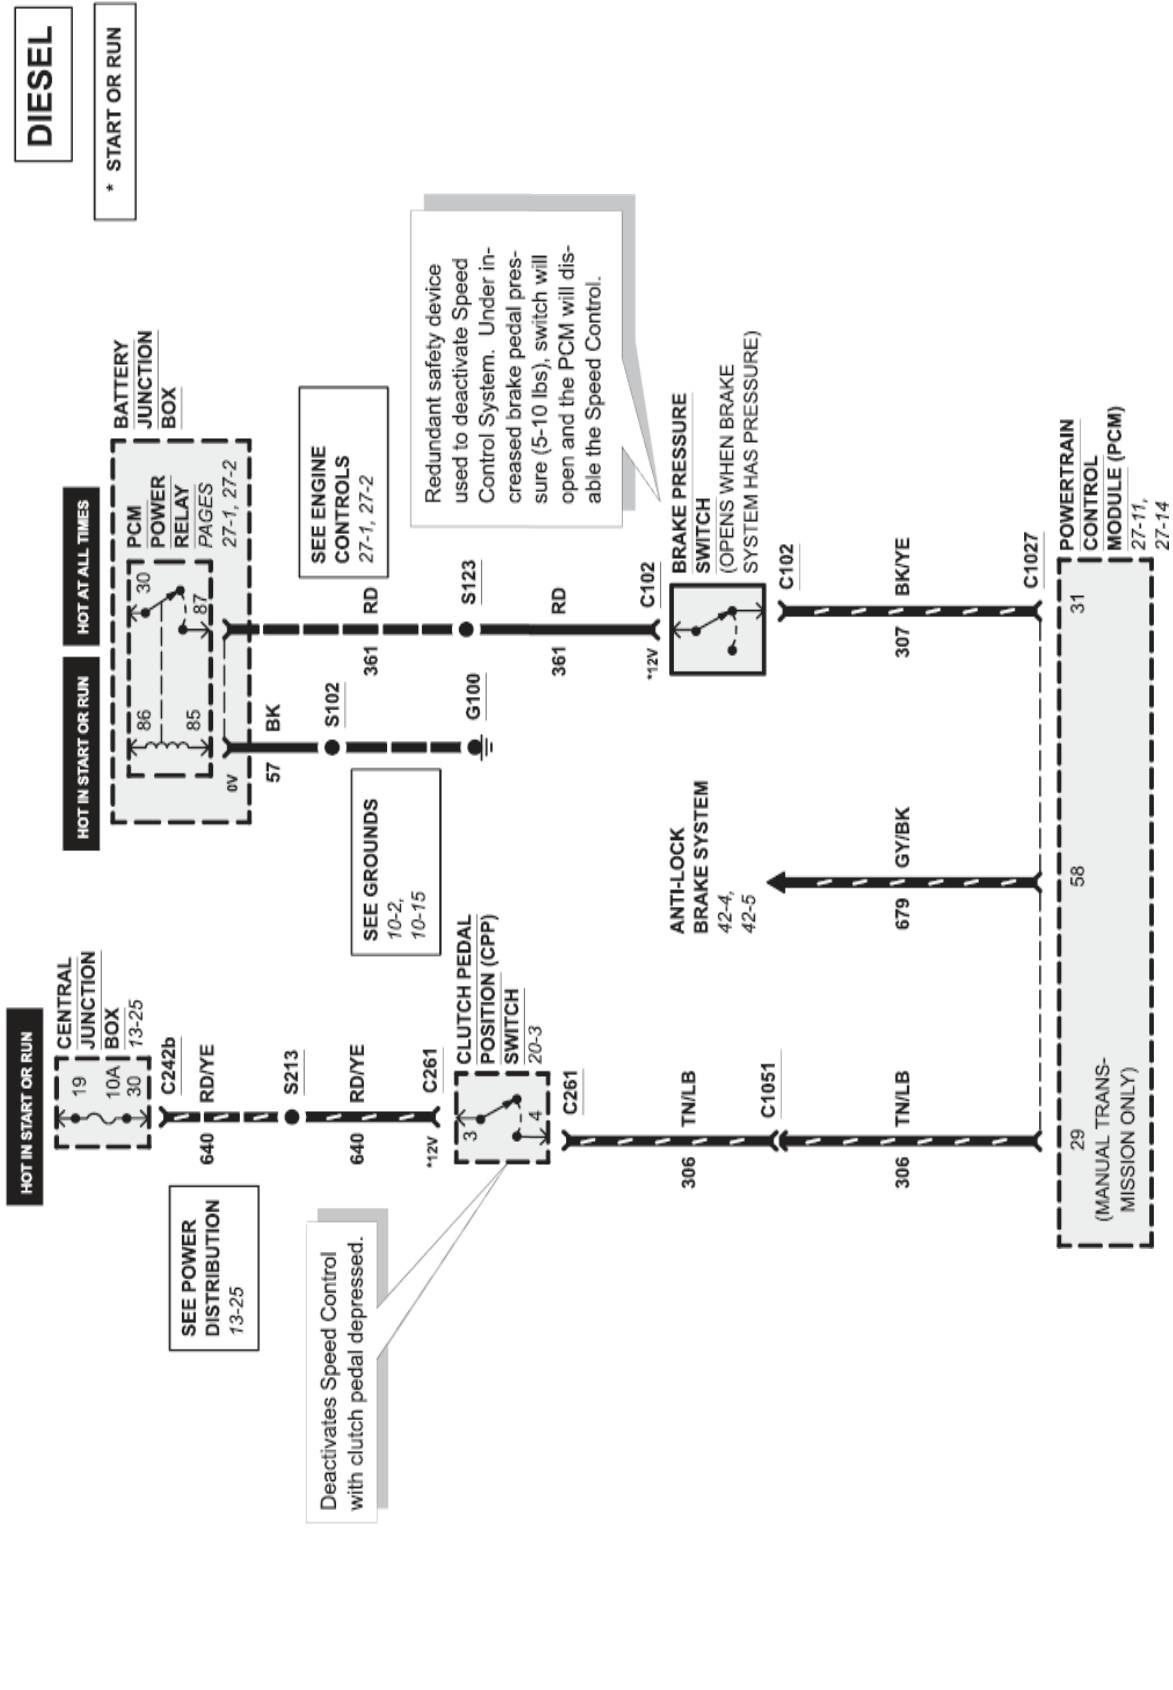 DIESEL
* START OR RUN
HOT IN START OR RUN
CENTRAL
JUNCTION
BOX
13-25
19
10A
30
C242b
640
RD/YE
SEE POWER
DISTRIBUTION
13-25
S213
640
RD/YE
*12V
C261
CLUTCH PEDAL
POSITION (CPP)
SWITCH
20-3
3
4
Deactivates Speed Control
with clutch pedal depressed.
C261
306
TN/LB
C1051
306
TN/LB
HOT IN START OR RUN
HOT AT ALL TIMES
BATTERY
JUNCTION
BOX
PCM
POWER
RELAY
PAGES
27-1, 27-2
86
30
85
87
0V
57
BK
S102
SEE GROUNDS
10-2,
10-15
G100
361
RD
SEE ENGINE
CONTROLS
27-1, 27-2
S123
361
RD
*12V
C102
Redundant safety device
used to deactivate Speed
Control System. Under in-
creased brake pedal pres-
sure (5-10 lbs), switch will
open and the PCM will dis-
able the Speed Control.
BRAKE PRESSURE
SWITCH
(OPENS WHEN BRAKE
SYSTEM HAS PRESSURE)
C102
ANTI-LOCK
BRAKE SYSTEM
42-4,
42-5
679
GY/BK
307
BK/YE
C1027
29
58
31
(MANUAL TRANS-
MISSION ONLY)
POWERTRAIN
CONTROL
MODULE (PCM)
27-11,
27-14